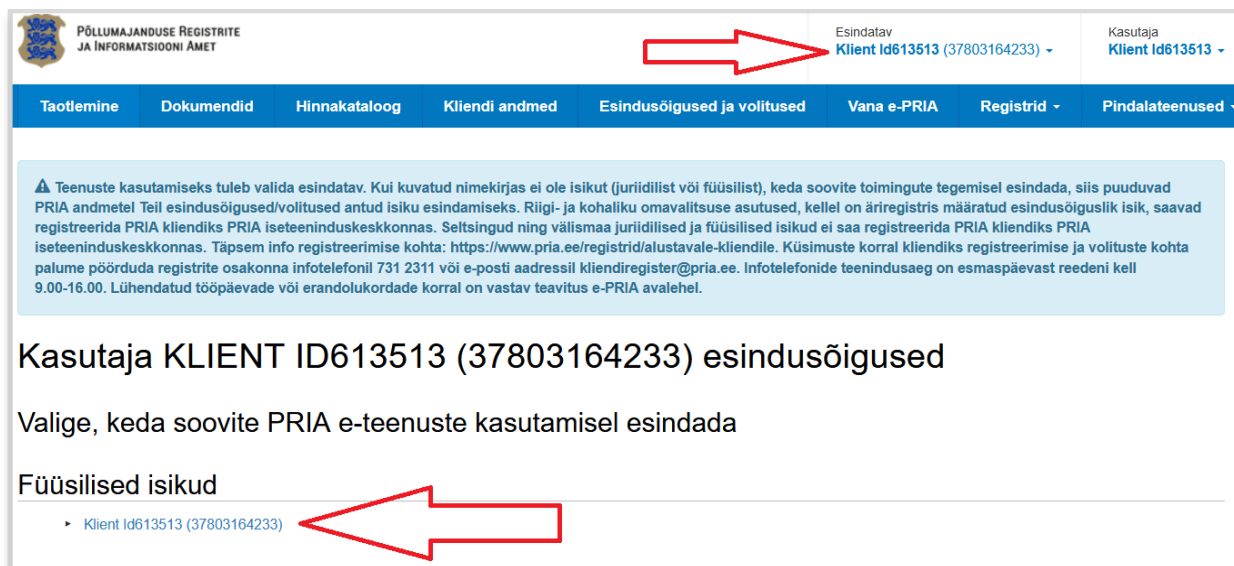 PÕLLUMAJANDUSE REGISTRITE
JA INFORMATSIOONI AMET
Esindatav
Klient Id613513 (37803164233)
Kasutaja
Klient Id613513
Taotlemine Dokumendid Hinnakataloog Kliendi andmed Esindusõigused ja volitused Vana e-PRIA Registrid Pindalateenused
Teenuste kasutamiseks tuleb valida esindatav. Kui kuvatud nimekirjas ei ole isikut (juriidilist või füüsilist), keda soovite toimingute tegemisel esindada, siis puuduvad
PRIA andmetel Teil esindusõigused/volitused antud isiku esindamiseks. Riigi- ja kohaliku omavalitsuse asutused, kellel on äriregistris määratud esindusõiguslik isik, saavad
registreerida PRIA kliendiks PRIA iseteeninduskeskkonnas. Seltsingud ning välismaa juriidilised ja füüsilised isikud ei saa registreerida PRIA kliendiks PRIA
iseteeninduskeskkonnas. Täpsem info registreerimise kohta: https://www.pria.ee/registrid/alustavale-kliendile. Küsimuste korral kliendiks registreerimise ja volituste kohta
palume pöörduda registrite osakonna infotelefonil 731 2311 või e-posti aadressil kliendiregister@pria.ee. Infotelefonide teenindusaeg on esmaspäevast reedeni kell
9.00-16.00. Lühendatud tööpäevade või erandolukordade korral on vastav teavitus e-PRIA avalehel.
Kasutaja KLIENT ID613513 (37803164233) esindusõigused
Valige, keda soovite PRIA e-teenuste kasutamisel esindada
Füüsilised isikud
Klient Id613513 (37803164233)